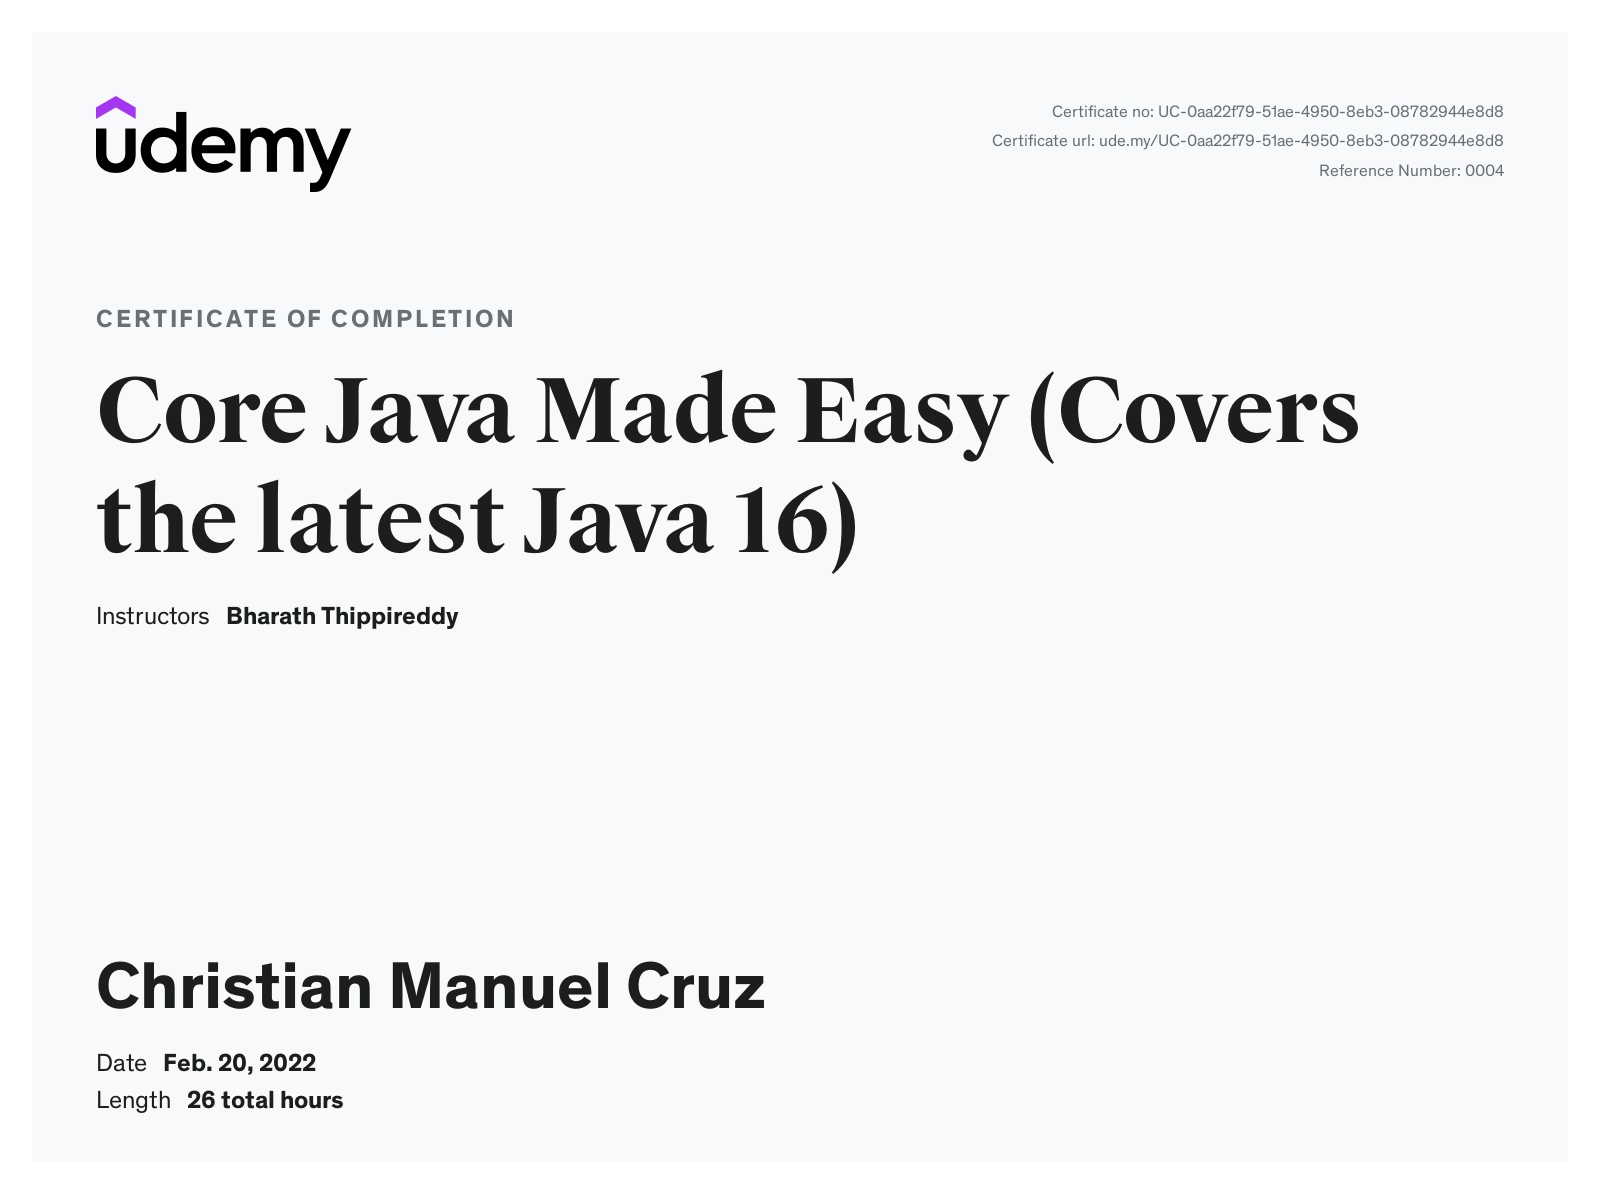 udemy
Certificate no: UC-0aa22f79-51ae-4950-8eb3-08782944e8d8
Certificate url: ude.my/UC-0aa22f79-51ae-4950-8eb3-08782944e8d8
Reference Number: 0004
CERTIFICATE OF COMPLETION
Core Java Made Easy (Covers
the latest Java 16)
Instructors Bharath Thippireddy
Christian Manuel Cruz
Date Feb. 20, 2022
Length 26 total hours